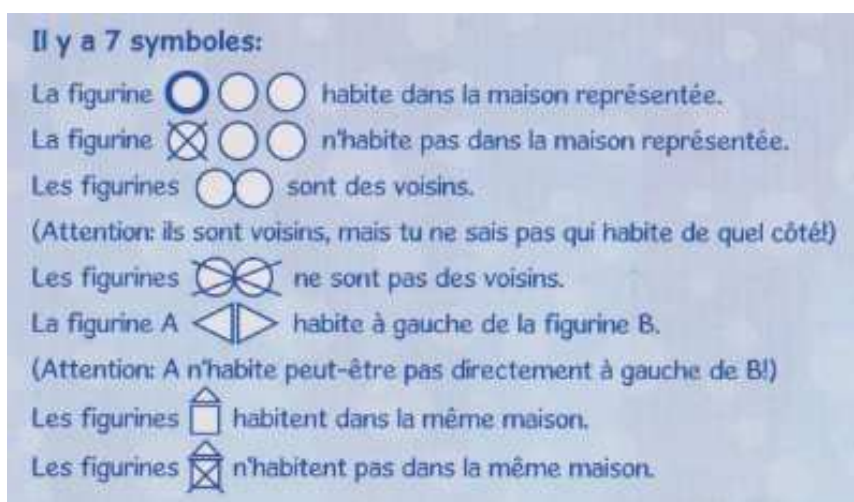 Il y a 7 symboles:
La figurine habite dans la maison représentée.
La figurine n'habite pas dans la maison représentée.
Les figurines sont des voisins.
(Attention: ils sont voisins, mais tu ne sais pas qui habite de quel côté!)
Les figurines ne sont pas des voisins.
La figurine A habite à gauche de la figurine B.
(Attention: A n'habite peut-être pas directement à gauche de B!)
Les figurines habitent dans la même maison.
Les figurines n'habitent pas dans la même maison.